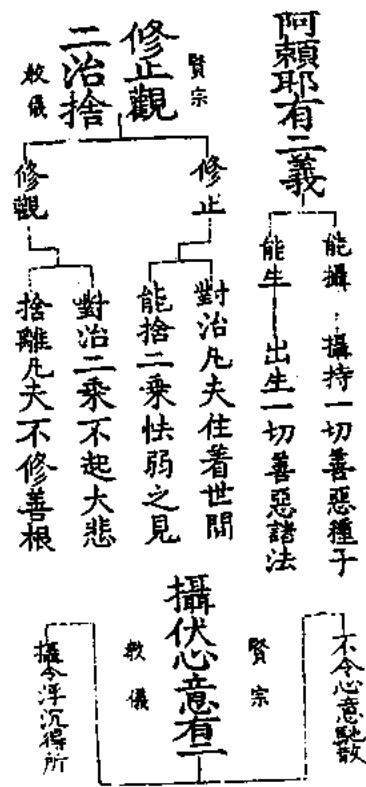 阿頼耶有二義
能攝
攝持一切善惡種子
能生
出生一切善惡諸法
修正觀二治捨
賢宗
教儀
修止
對治凡夫住着世間
能捨二乘怯弱之見
修觀
對治二乘不起大悲
捨離凡夫不修善根
攝伏心意有二
賢宗
教儀
不令心意馳散
攝令浮沉得所